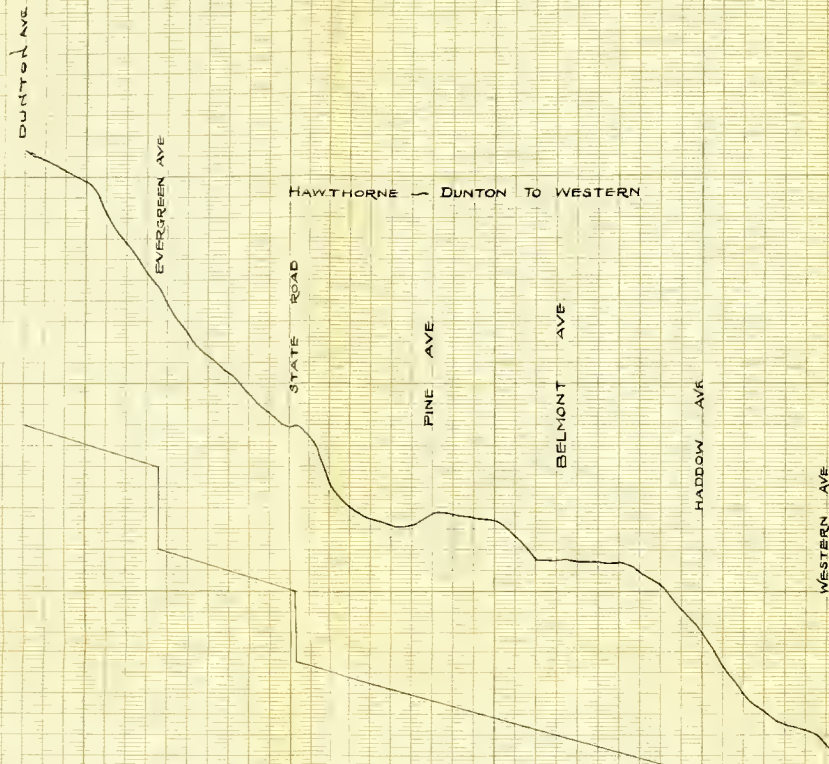 DUNTON AVE.
EVERGREEN AVE
HAWTHORNE — DUNTON TO WESTERN
STATE ROAD
PINE AVE.
BELMONT AVE.
HADDOW AVE
WESTERN AVE.